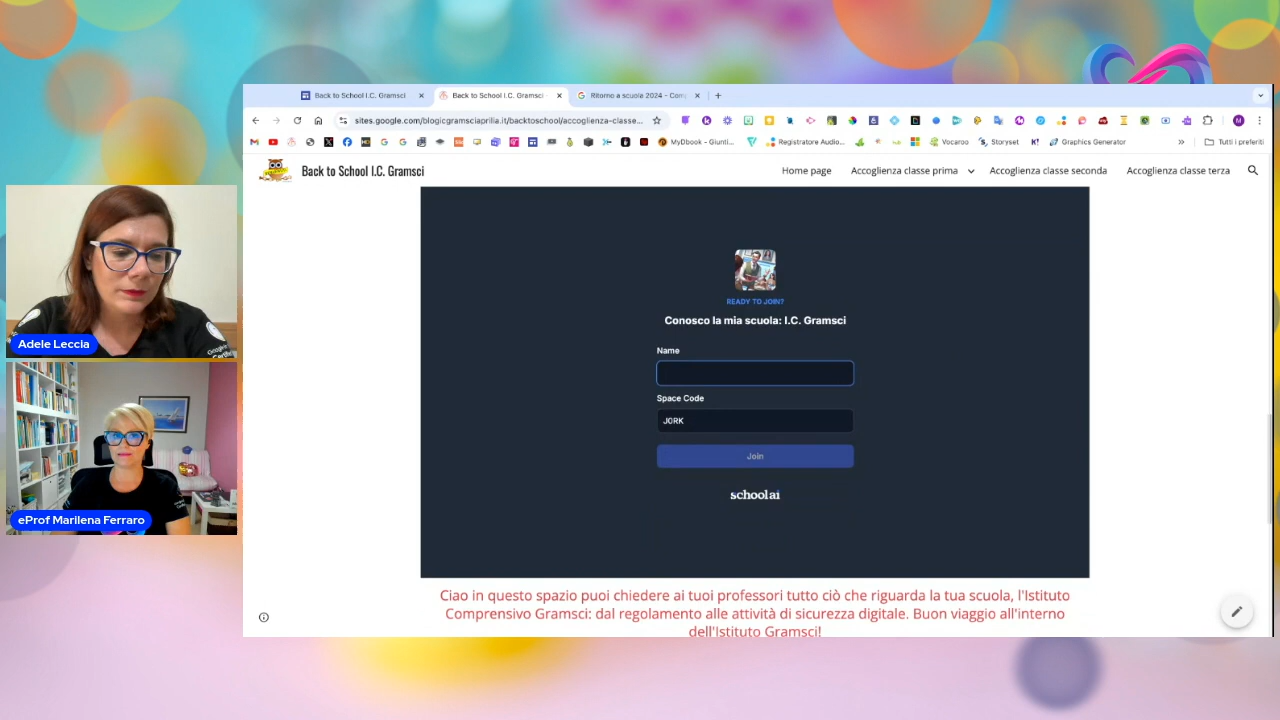 Back to School I.C. Gramsci
Back to School I.C. Gramsci
Ritorno a scuola 2024 - Com
sites.google.com/blogicgramsciaprilia.it/backtoschool/accoglienza-classe...
MyDbook - Giunti...
Registratore Audio...
Vocaroo
Storyset
Graphics Generator
Tutti i preferiti
Back to School I.C. Gramsci
Home page
Accoglienza classe prima
Accoglienza classe seconda
Accoglienza classe terza
READY TO JOIN?
Conosco la mia scuola: I.C. Gramsci
Name
Space Code
J0RK
Join
schoolai
Ciao in questo spazio puoi chiedere ai tuoi professori tutto ciò che riguarda la tua scuola, l'Istituto
Comprensivo Gramsci: dal regolamento alle attività di sicurezza digitale. Buon viaggio all'interno
dell'Istituto Gramsci!
Adele Leccia
eProf Marilena Ferraro